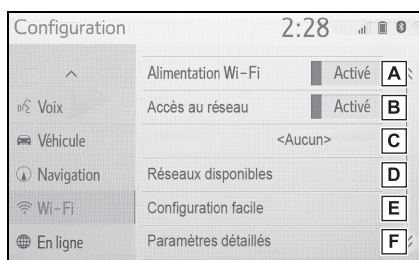 Configuration 2:28
Alimentation Wi-Fi Activé A
Voix Accès au réseau Activé B
Véhicule <Aucun> C
Navigation Réseaux disponibles D
Wi-Fi Configuration facile E
En ligne Paramètres détaillés F